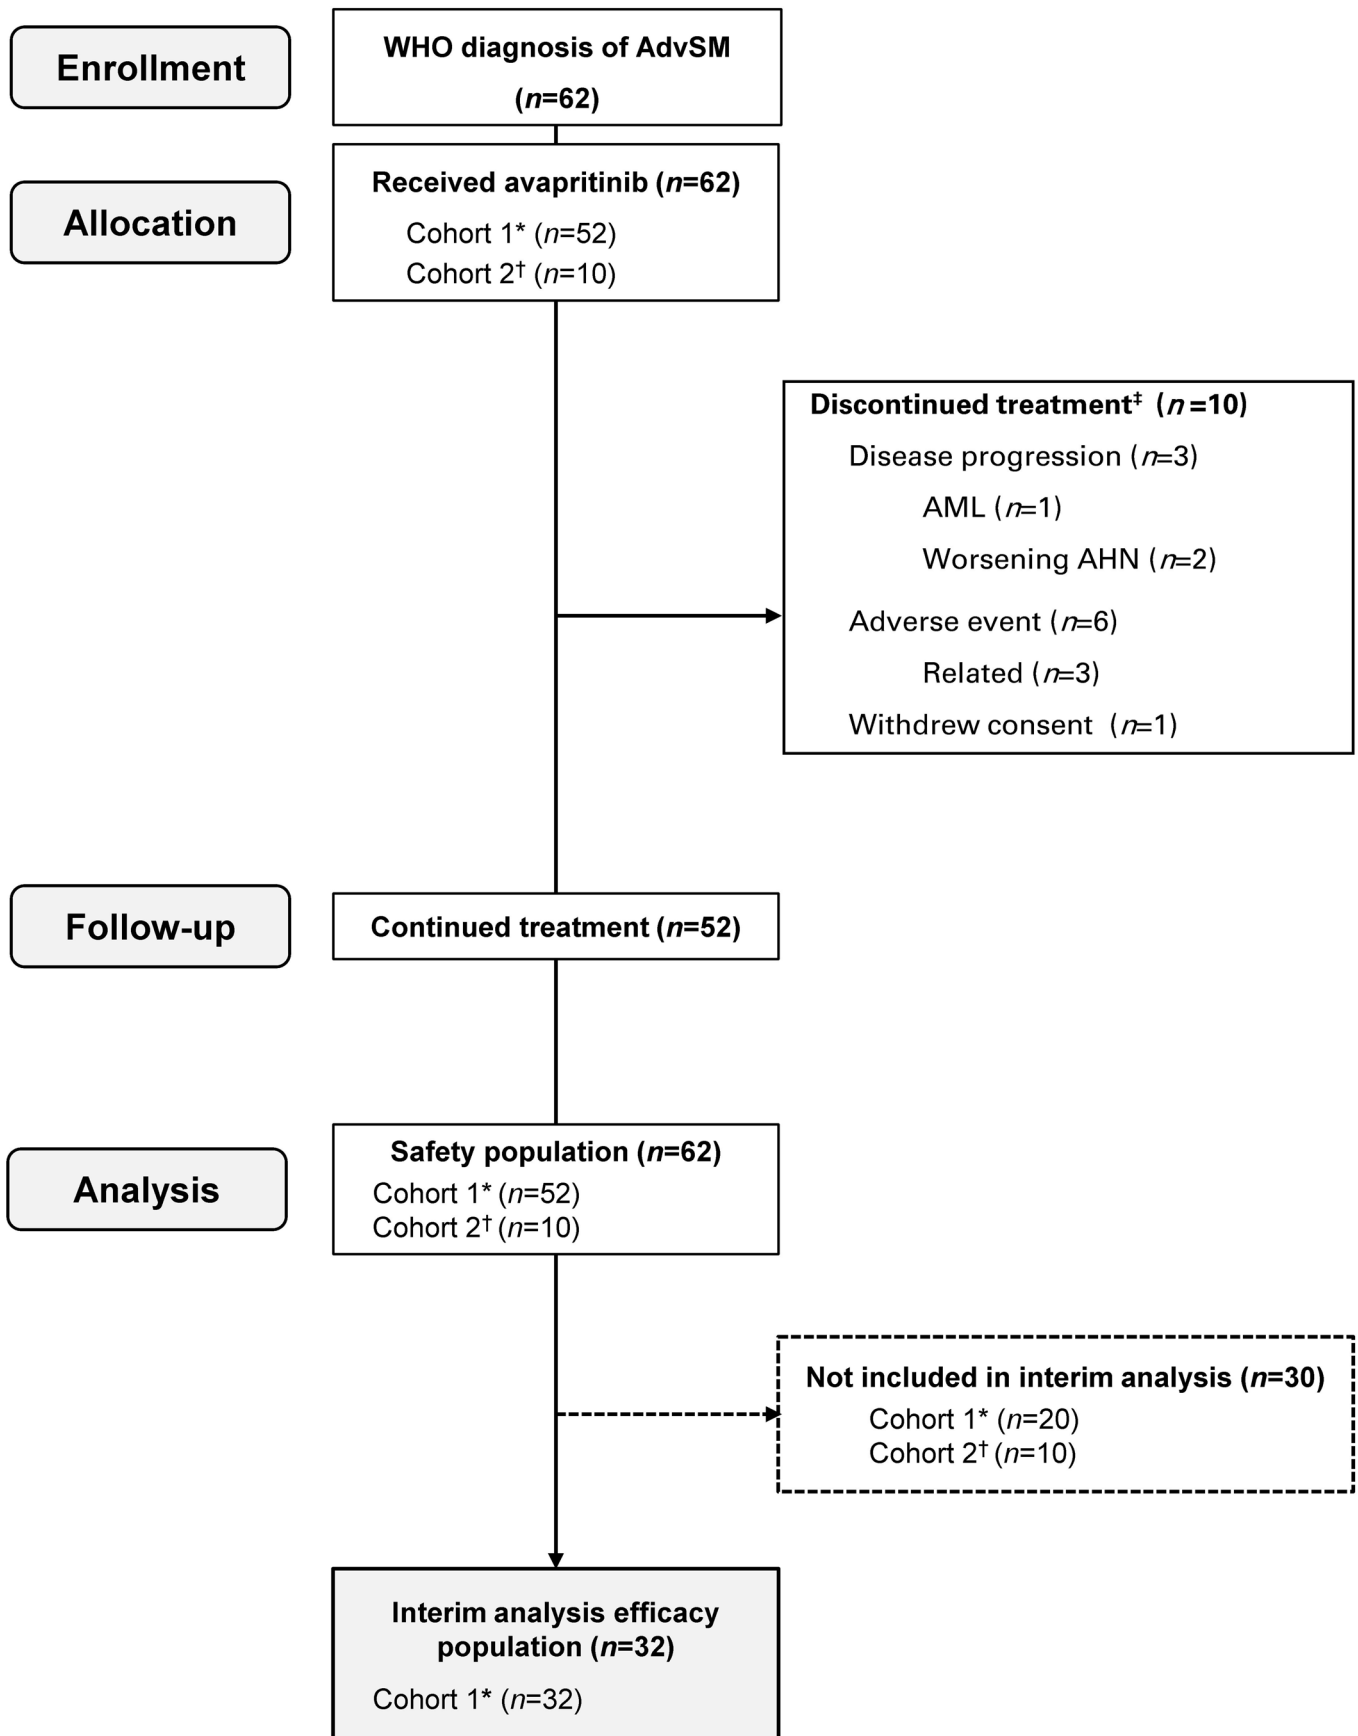 Enrollment
WHO diagnosis of AdvSM
(n=62)
Allocation
Received avapritinib (n=62)
Cohort 1* (n=52)
Cohort 2† (n=10)
Discontinued treatment‡ (n=10)
Disease progression (n=3)
AML (n=1)
Worsening AHN (n=2)
Adverse event (n=6)
Related (n=3)
Withdrew consent (n=1)
Follow-up
Continued treatment (n=52)
Analysis
Safety population (n=62)
Cohort 1* (n=52)
Cohort 2† (n=10)
Not included in interim analysis (n=30)
Cohort 1* (n=20)
Cohort 2† (n=10)
Interim analysis efficacy
population (n=32)
Cohort 1* (n=32)